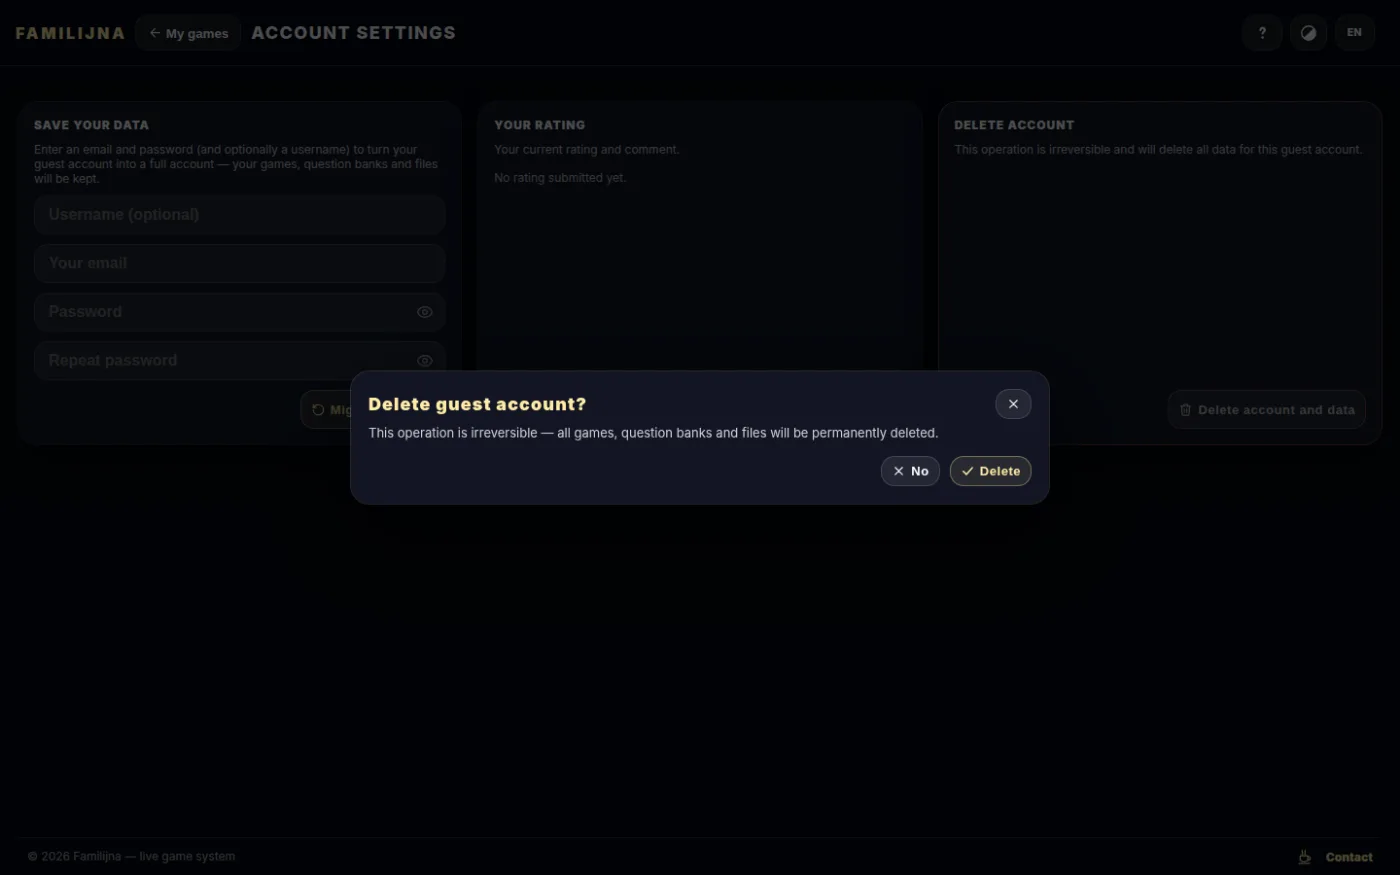 FAMILIJNA
My games
ACCOUNT SETTINGS
?
EN
SAVE YOUR DATA
Enter an email and password (and optionally a username) to turn your
guest account into a full account — your games, question banks and files
will be kept.
Username (optional)
Your email
Password
Repeat password
Mig
YOUR RATING
Your current rating and comment.
No rating submitted yet.
DELETE ACCOUNT
This operation is irreversible and will delete all data for this guest account.
Delete account and data
Delete guest account?
This operation is irreversible — all games, question banks and files will be permanently deleted.
No
Delete
© 2026 Familijna — live game system
Contact